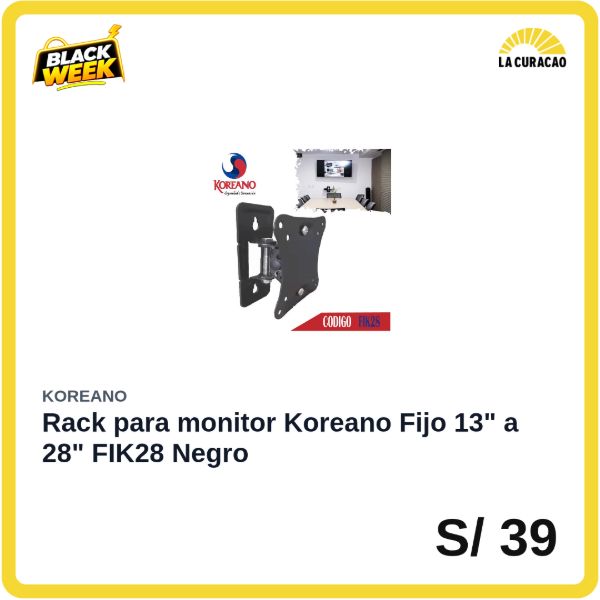 BLACK
WEEK
LA CURACAO
KOREANO
CODIGO FIK28
KOREANO
Rack para monitor Koreano Fijo 13" a
28" FIK28 Negro
S/ 39